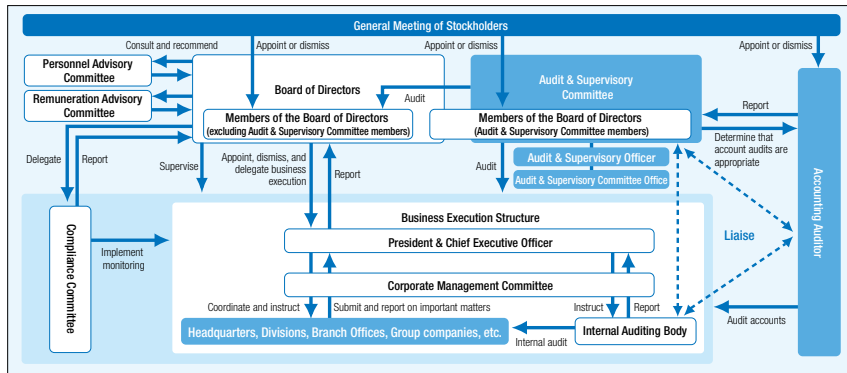 General Meeting of Stockholders
Consult and recommend
Appoint or dismiss
Appoint or dismiss
Appoint or dismiss
Personnel Advisory
Committee
Remuneration Advisory
Committee
Board of Directors
Audit & Supervisory
Committee
Audit
Members of the Board of Directors
(excluding Audit & Supervisory Committee members)
Members of the Board of Directors
(Audit & Supervisory Committee members)
Report
Determine that
account audits are
appropriate
Delegate
Report
Supervise
Appoint, dismiss, and
delegate business
execution
Report
Audit
Audit & Supervisory Officer
Audit & Supervisory Committee Office
Accounting Auditor
Compliance Committee
Implement
monitoring
Business Execution Structure
President & Chief Executive Officer
Corporate Management Committee
Liaise
Coordinate and instruct
Submit and report on important matters
Instruct
Report
Audit accounts
Headquarters, Divisions, Branch Offices, Group companies, etc.
Internal audit
Internal Auditing Body